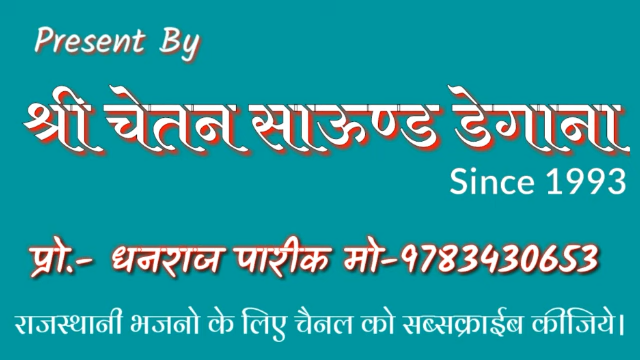 Present By
श्री चेतन साऊण्ड डेगाना
Since 1993
प्रो.- धनराज पारीक मो-9783430653
राजस्थानी भजनो के लिए चैनल को सब्सक्राईब कीजिये।